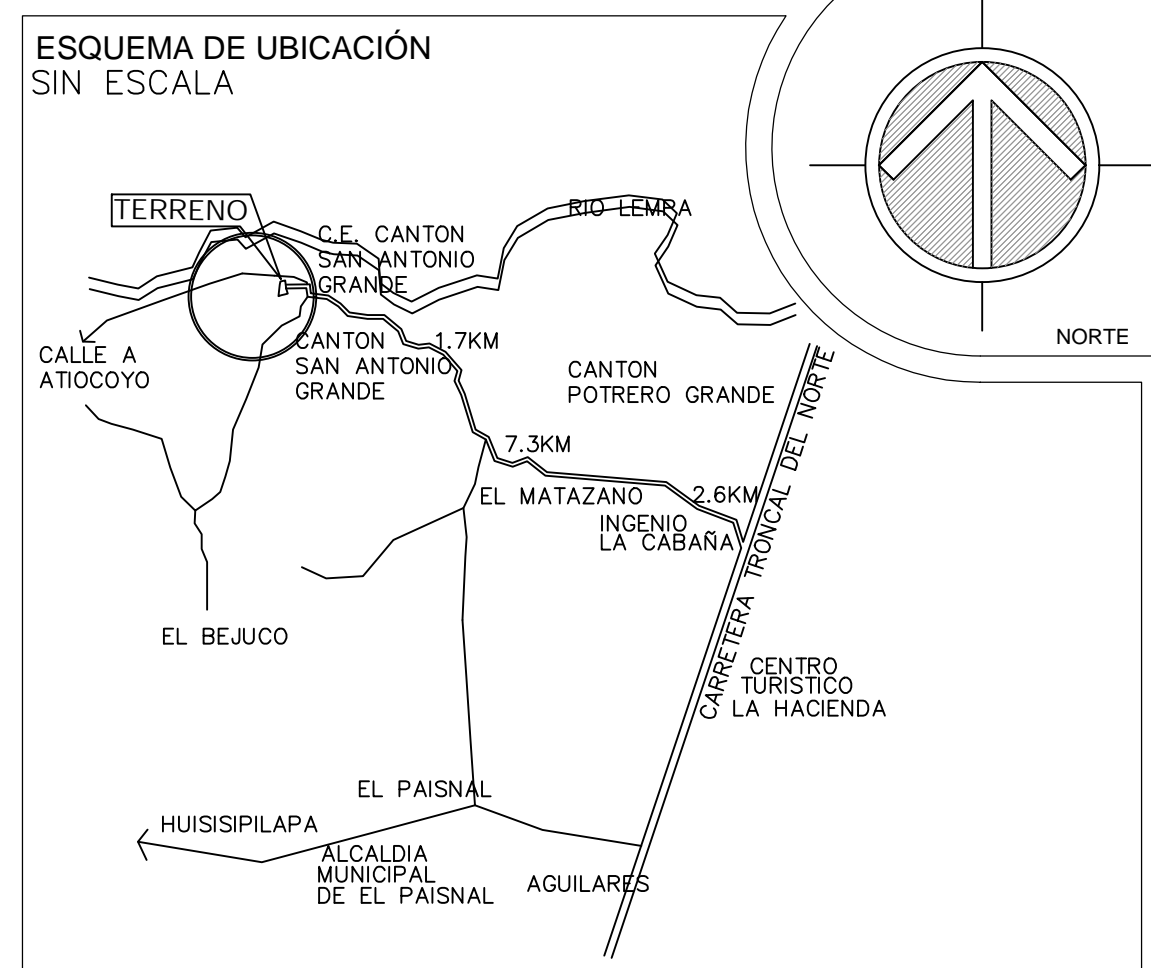 ESQUEMA DE UBICACIÓN
SIN ESCALA
NORTE
TERRENO
RIO LEMPA
C.E. CANTON
SAN ANTONIO
GRANDE
CALLE A
ATIOCOYO
CANTON
SAN ANTONIO
GRANDE
1.7KM
CANTON
POTRERO GRANDE
7.3KM
EL MATAZANO
2.6KM
INGENIO
LA CABAÑA
CARRETERA TRONCAL DEL NORTE
EL BEJUCO
CENTRO
TURISTICO
LA HACIENDA
EL PAISNAL
HUISISIPILAPA
ALCALDIA
MUNICIPAL
DE EL PAISNAL
AGUILARES